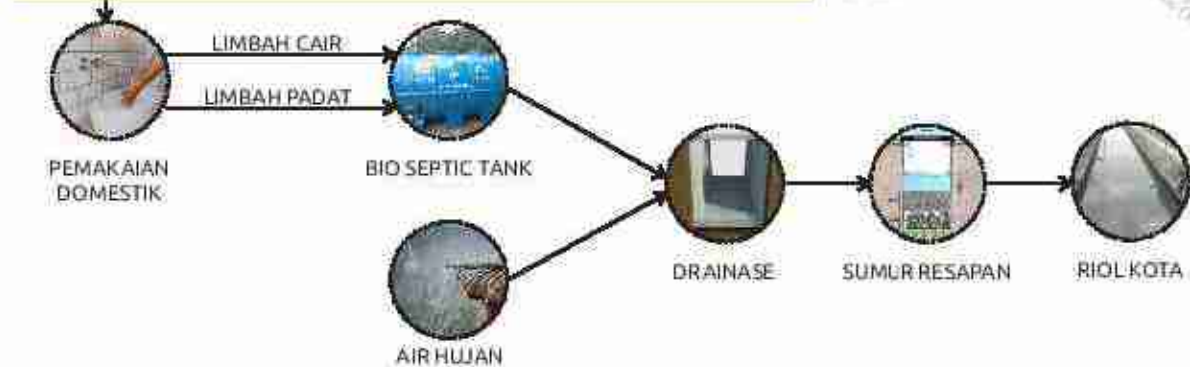 LIMBAH CAIR
LIMBAH PADAT
PEMAKAIAN
DOMESTIK
BIO SEPTIC TANK
DRAINASE
SUMUR RESAPAN
RIOL KOTA
AIR HUJAN